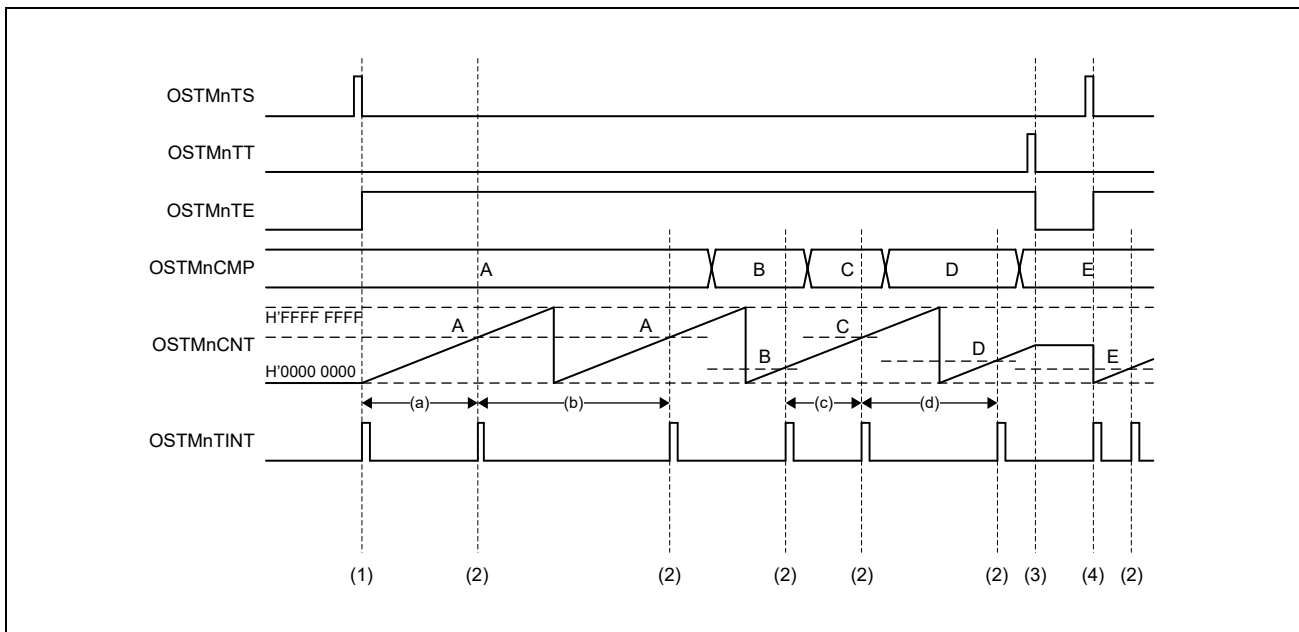 OSTMnTS
OSTMnTT
OSTMnTE
OSTMnCMP A B C D E
H'FFFF FFFF
A A C
OSTMnCNT B D E
H'0000 0000
(a) (b) (c) (d)
OSTMnTINT
(1) (2) (2) (2) (2) (2) (3) (4) (2)